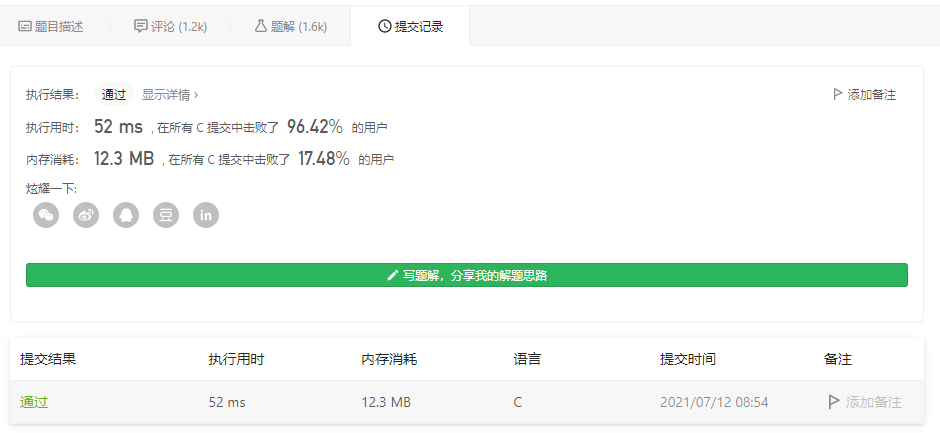 题目描述 评论 (1.2k) 题解 (1.6k) 提交记录
执行结果： 通过 显示详情 › 添加备注
执行用时： 52 ms , 在所有 C 提交中击败了 96.42% 的用户
内存消耗： 12.3 MB , 在所有 C 提交中击败了 17.48% 的用户
炫耀一下:
豆 in
写题解，分享我的解题思路
提交结果 执行用时 内存消耗 语言 提交时间 备注
通过 52 ms 12.3 MB C 2021/07/12 08:54 添加备注